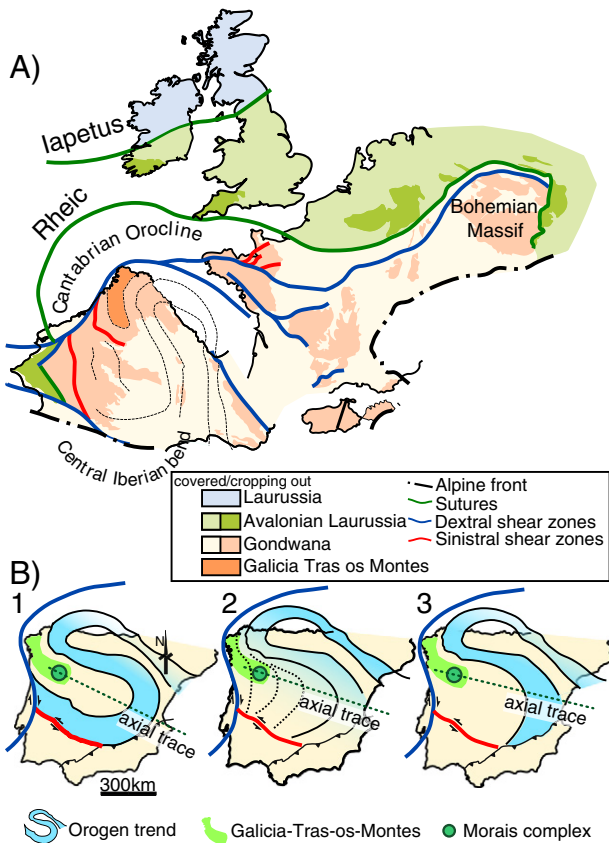 A)
Iapetus
Rheic
Cantabrian Orocline
Bohemian
Massif
Central Iberian bend
covered/cropping out
Laurussia
Avalonian Laurussia
Gondwana
Galicia Tras os Montes
Alpine front
Sutures
Dextral shear zones
Sinistral shear zones
B)
1
N
axial trace
300km
2
axial trace
3
axial trace
Orogen trend
Galicia-Tras-os-Montes
Morais complex